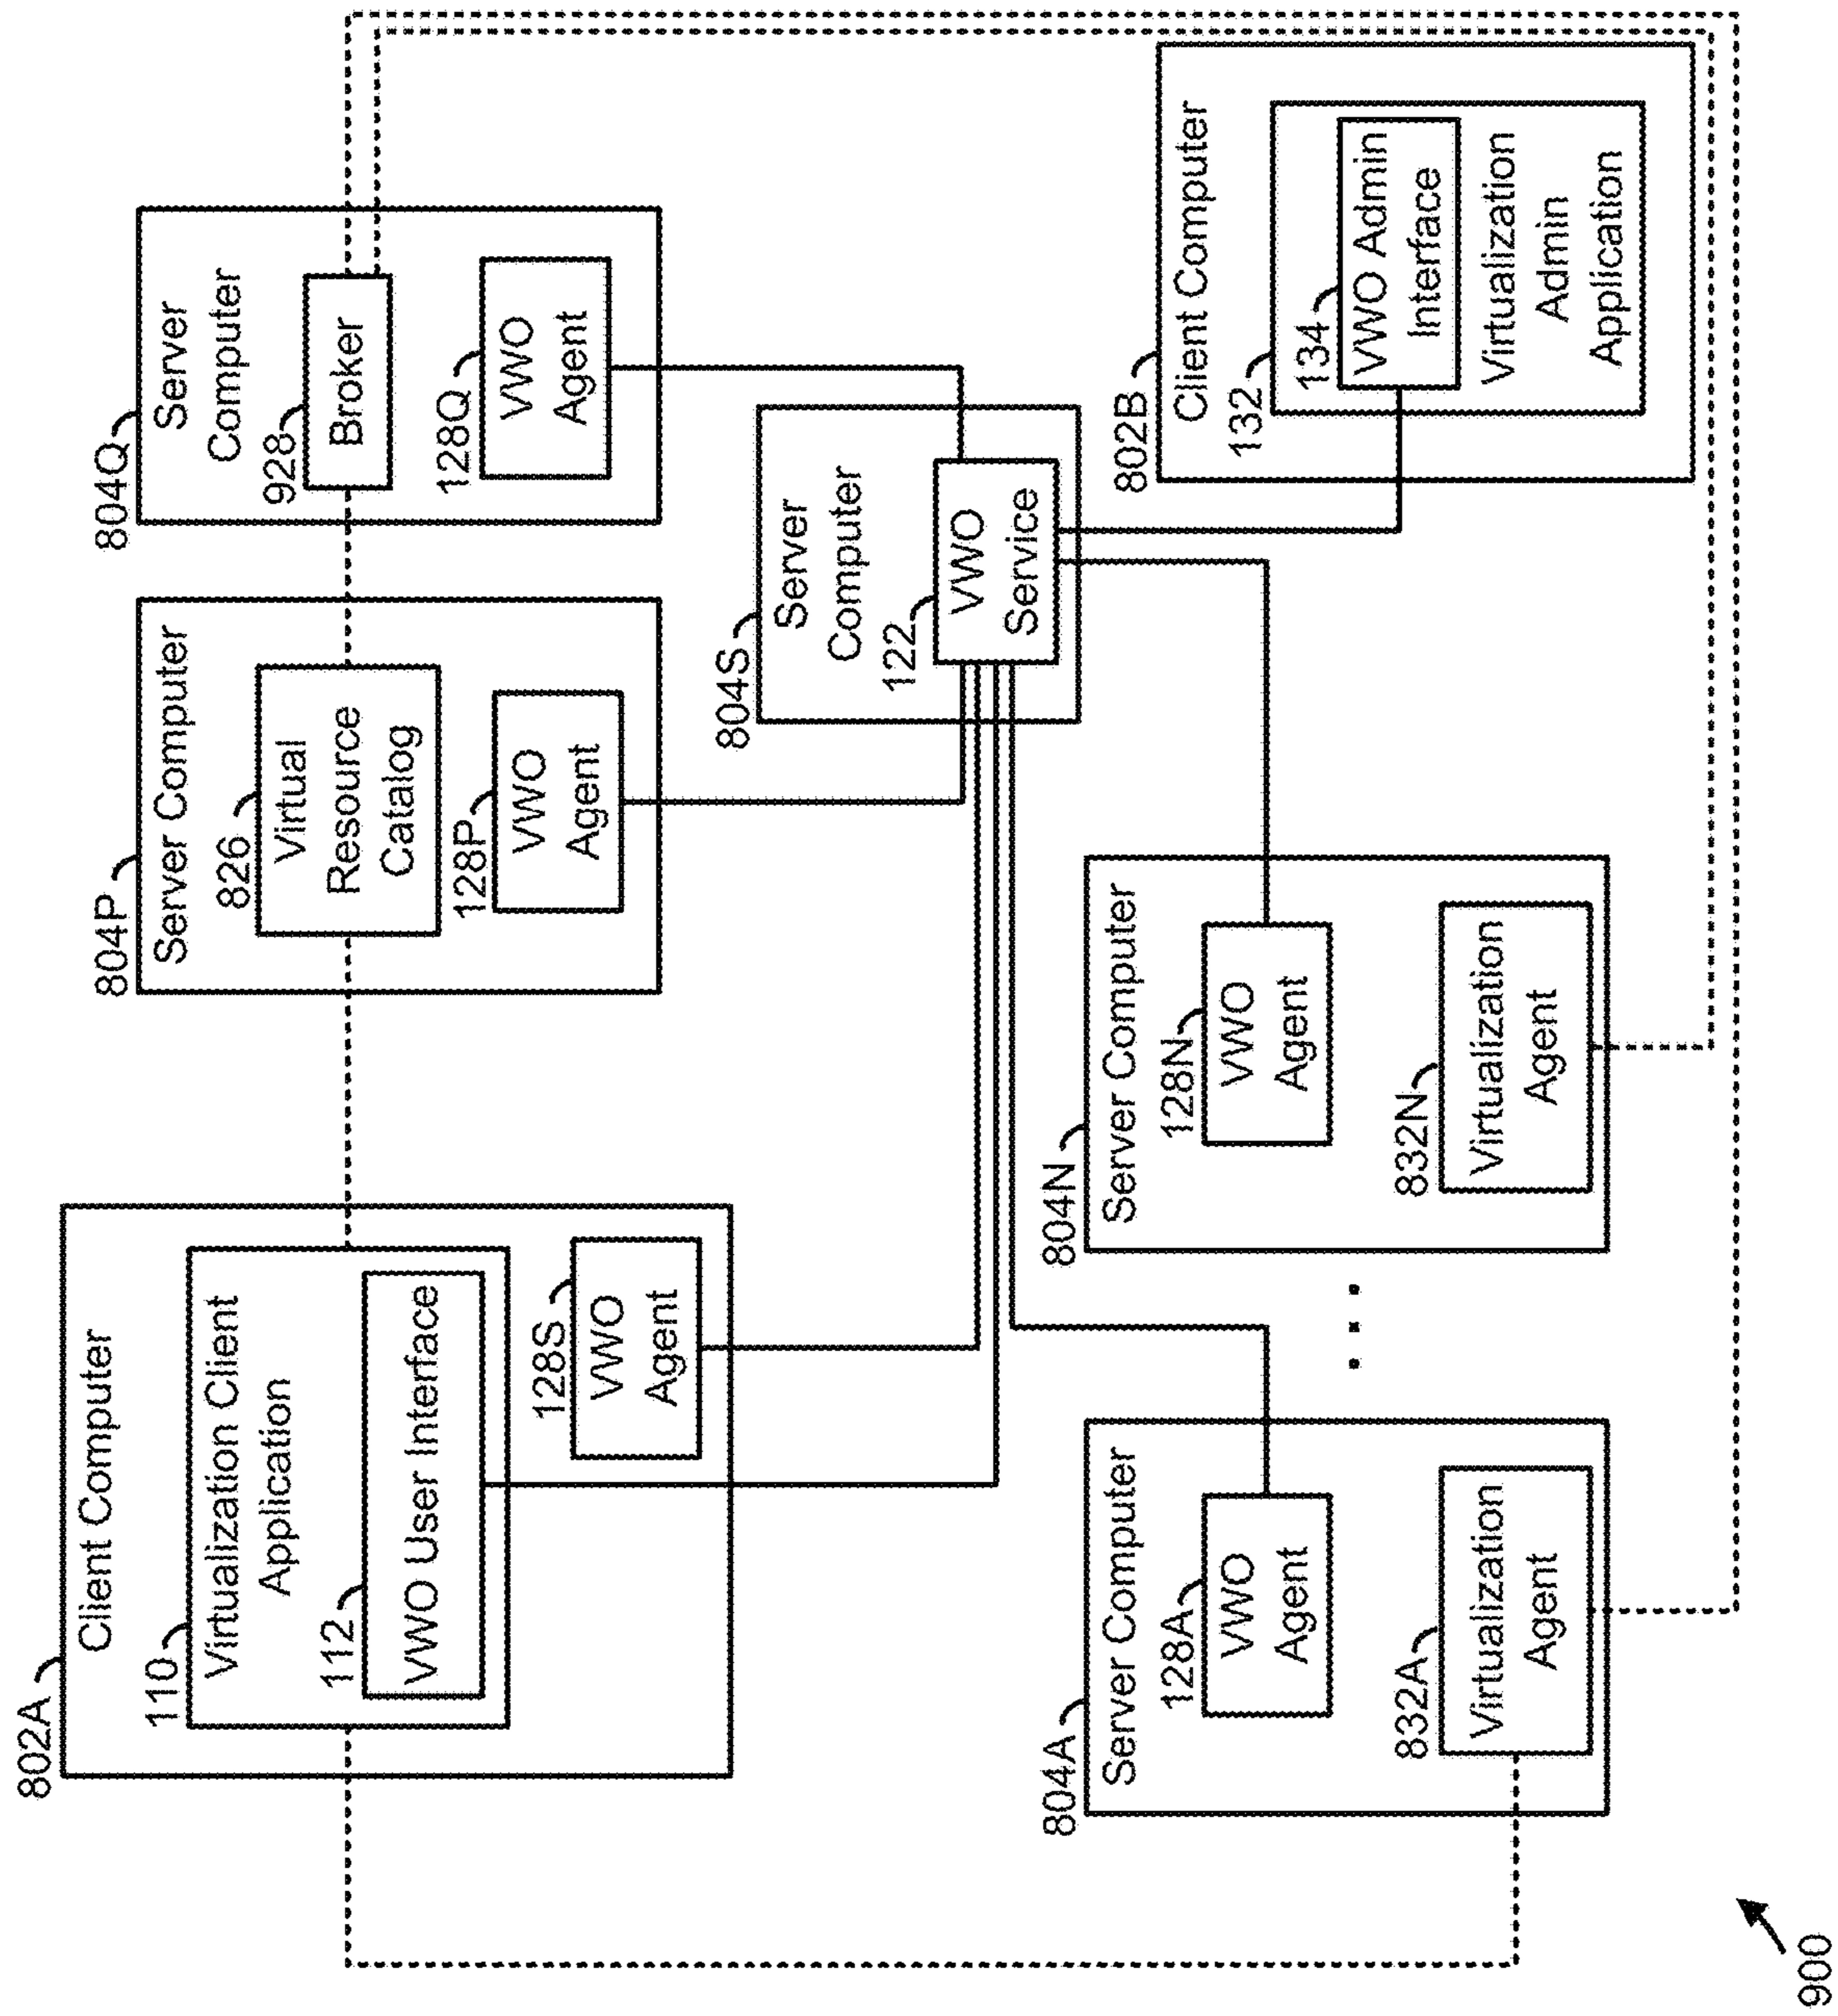 802A
Client Computer
110
Virtualization Client
Application
112
VWO User Interface
128S
VWO
Agent
804P
Server Computer
826
Virtual
Resource
Catalog
128P
VWO
Agent
804Q
Server
Computer
928
Broker
128Q
VWO
Agent
804S
Server
Computer
122
VWO
Service
804A
Server Computer
128A
VWO
Agent
832A
Virtualization
Agent
. . .
804N
Server Computer
128N
VWO
Agent
832N
Virtualization
Agent
802B
Client Computer
132
134
VWO Admin
Interface
Virtualization
Admin
Application
900